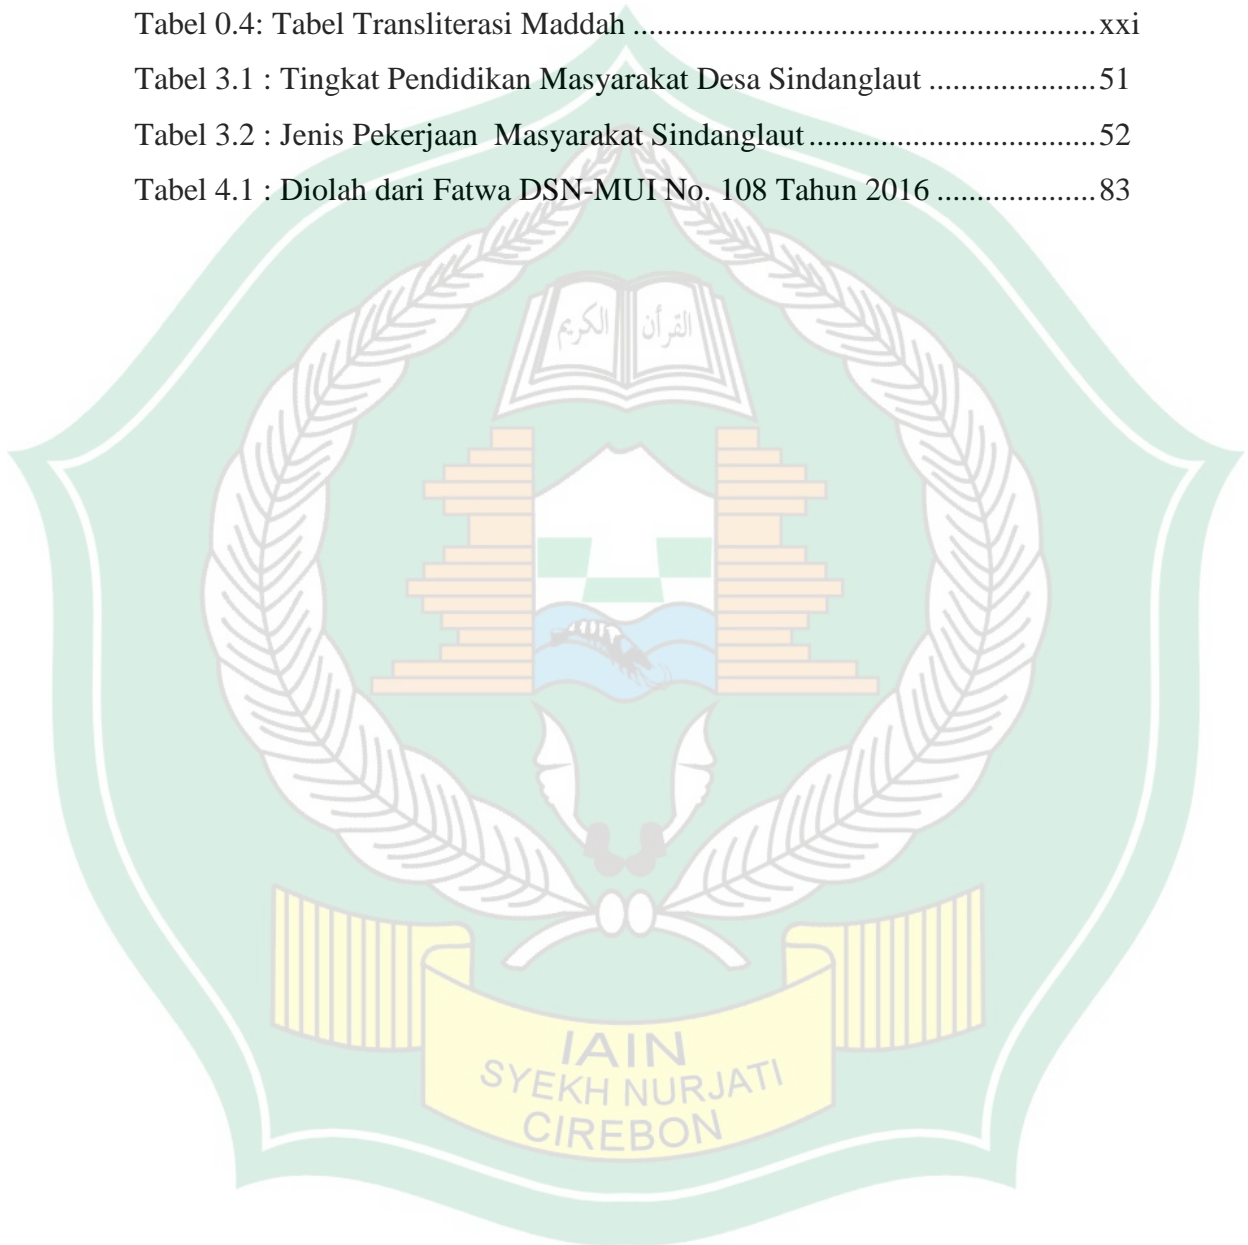 Tabel 0.4: Tabel Transliterasi Maddah ........................................................ xxi
Tabel 3.1 : Tingkat Pendidikan Masyarakat Desa Sindanglaut .................... 51
Tabel 3.2 : Jenis Pekerjaan  Masyarakat Sindanglaut ................................... 52
Tabel 4.1 : Diolah dari Fatwa DSN-MUI No. 108 Tahun 2016 ................... 83
القرأن الكريم
IAIN
SYEKH NURJATI
CIREBON